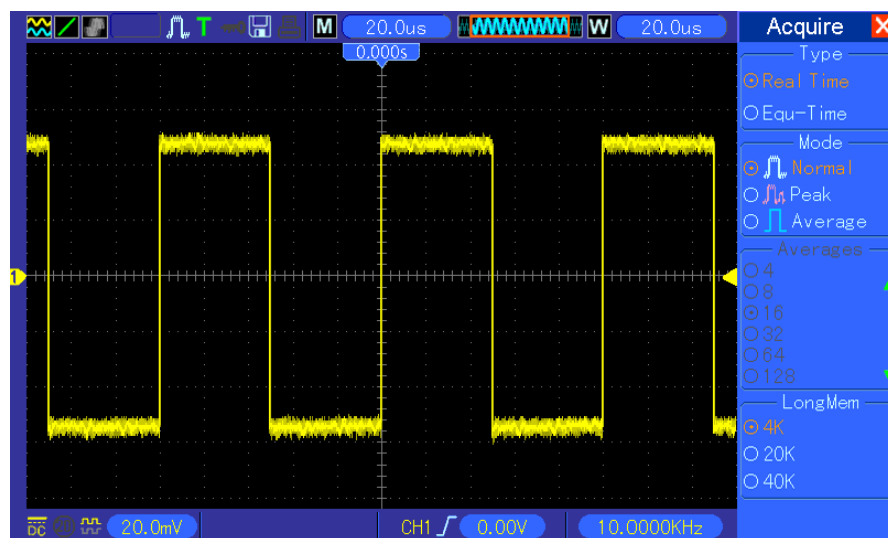 T M 20.0us W 20.0us
0.000s
1
DC 20.0mV CH1 0.00V 10.0000KHz
Acquire X
Type
Real Time
Equ-Time
Mode
Normal
Peak
Average
Averages
4
8
16
32
64
128
LongMem
4K
20K
40K